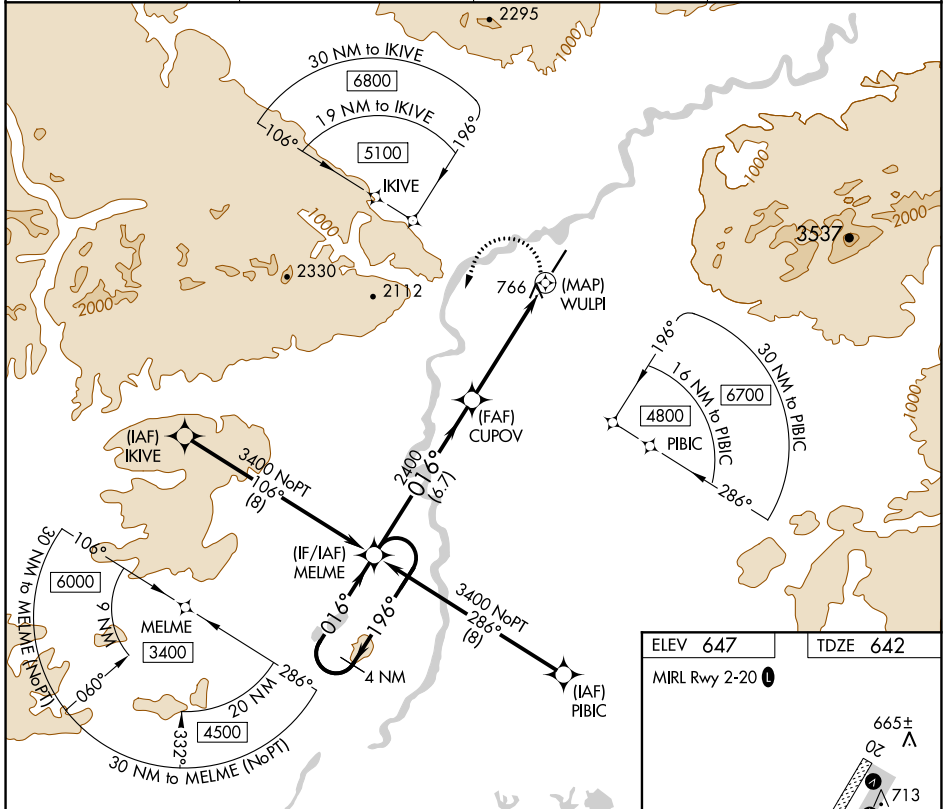 2295
1000
30 NM to IKIVE
6800
19 NM to IKIVE
106°
196°
5100
IKIVE
1000
2330
2112
2000
766
(MAP)
WULPI
1000
2000
3537
196°
30 NM to PIBIC
16 NM to PIBIC
6700
4800
PIBIC
286°
1000
(FAF)
CUPOV
(IAF)
IKIVE
3400 NoPT
106°
(8)
2400
016°
(6.7)
(IF/IAF)
MELME
3400 NoPT
286°
(8)
016°
196°
4 NM
(IAF)
PIBIC
30 NM to MELME (NoPT)
106°
6000
9 NM
MELME
3400
060°
286°
20 NM
4500
332°
30 NM to MELME (NoPT)
ELEV 647
TDZE 642
MIRL Rwy 2-20 L
665±
20
713